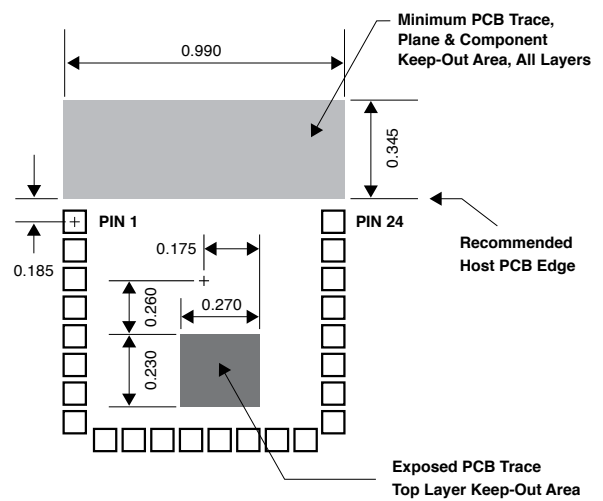 Minimum PCB Trace,
Plane & Component
Keep-Out Area, All Layers
0.990
0.345
PIN 1
PIN 24
0.185
0.175
Recommended
Host PCB Edge
0.260
0.270
0.230
Exposed PCB Trace
Top Layer Keep-Out Area